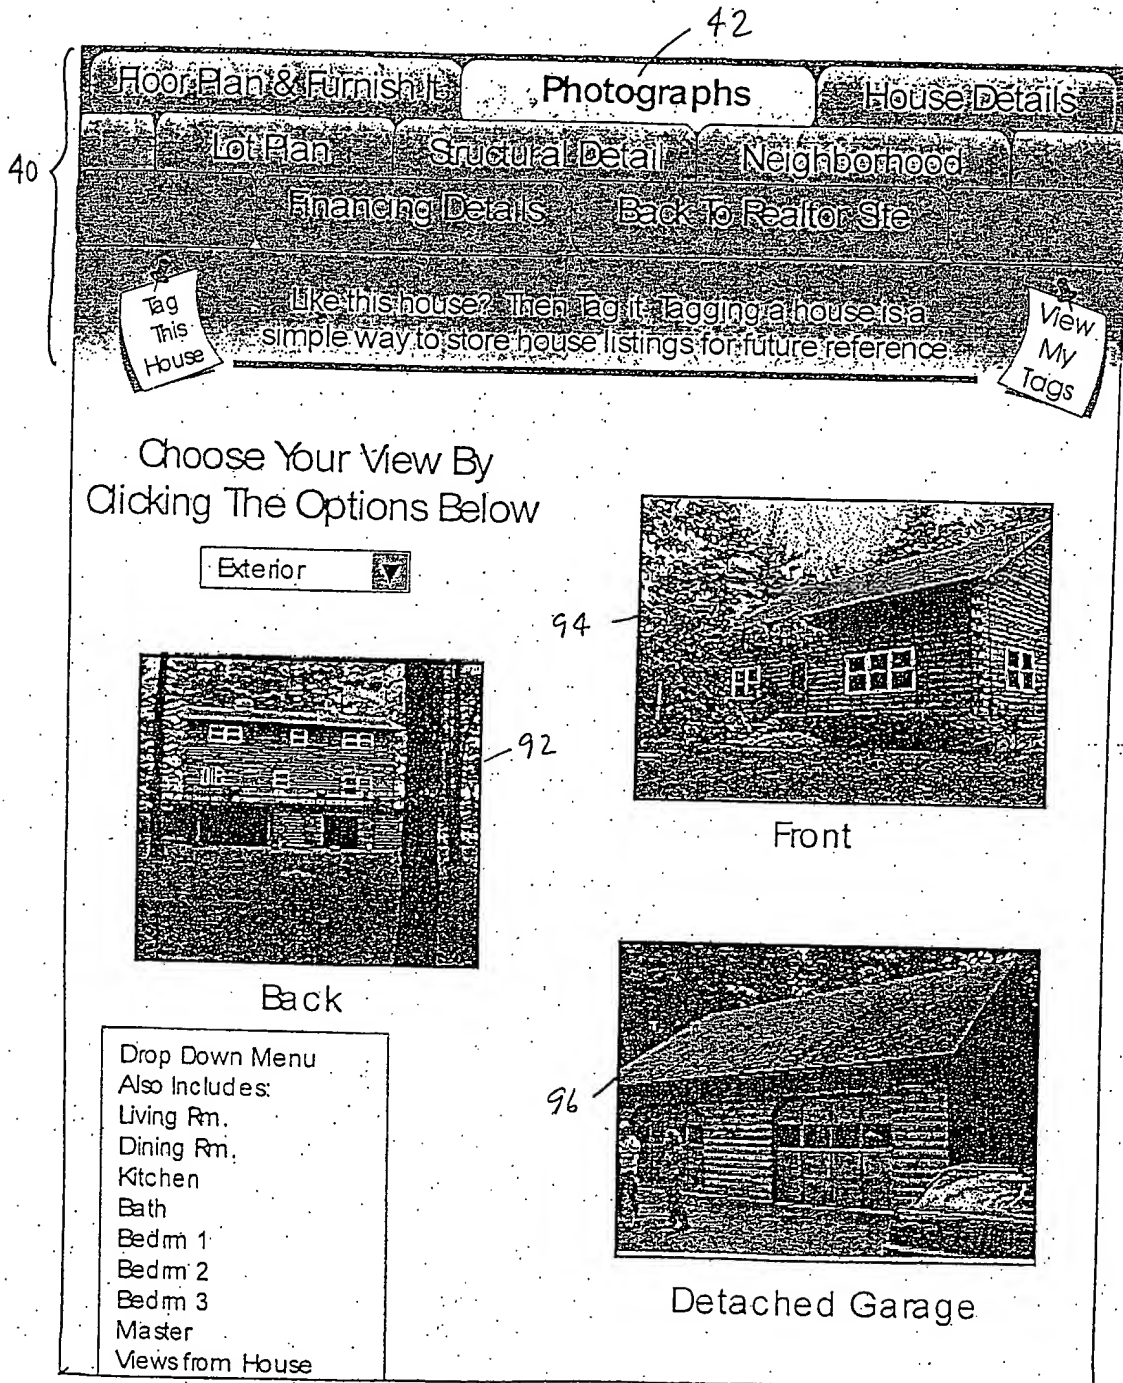 42
Floor Plan & Furnish It Photographs House Details
40
Lot Plan Structural Detail Neighborhood
Financing Details Back To Realtor Site
Tag
This
House
Like this house? Then Tag it. Tagging a house is a
simple way to store house listings for future reference
View
My
Tags
Choose Your View By
Clicking The Options Below
Exterior
94
92
Front
Back
Drop Down Menu
Also Includes:
Living Rm.
Dining Rm.
Kitchen
Bath
Bedrm 1
Bedrm 2
Bedrm 3
Master
Views from House
96
Detached Garage